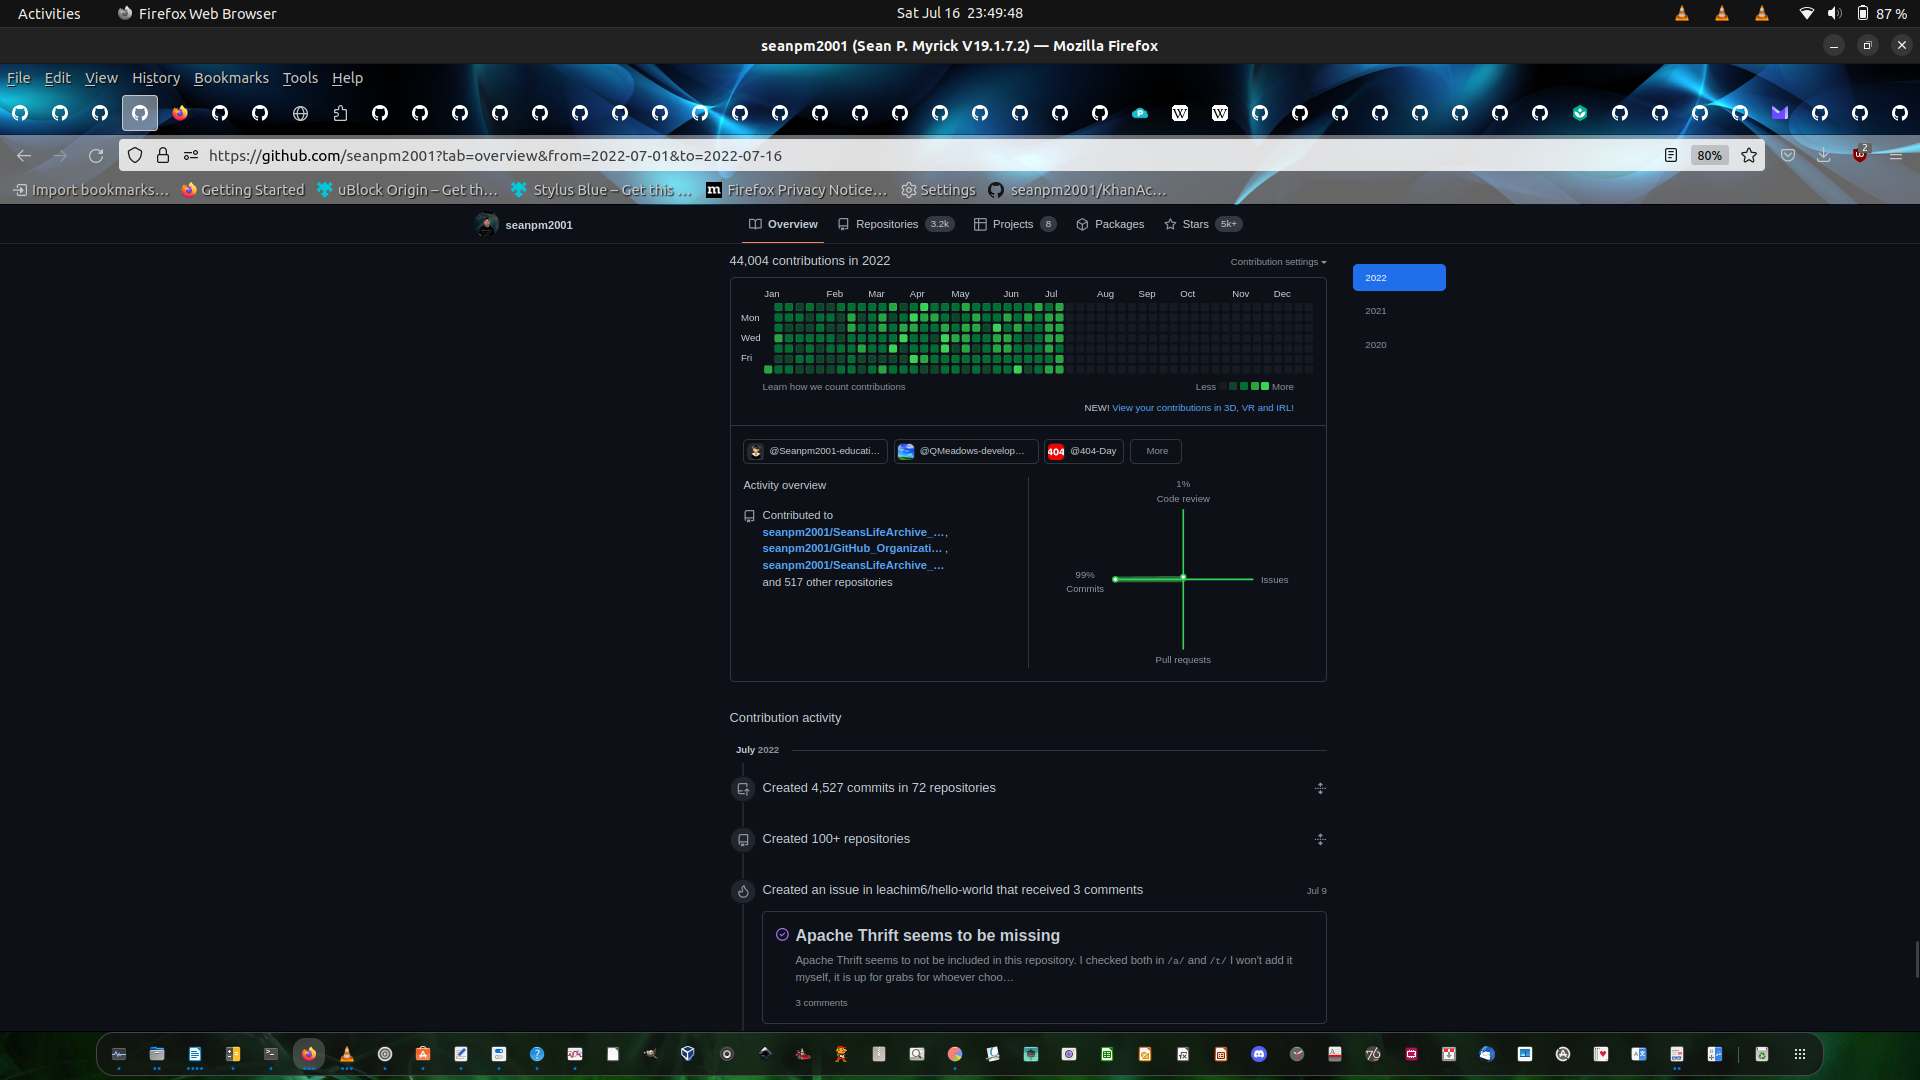 Activities
Firefox Web Browser
Sat Jul 16 23:49:48
87 %
seanpm2001 (Sean P. Myrick V19.1.7.2) — Mozilla Firefox
File Edit View History Bookmarks Tools Help
https://github.com/seanpm2001?tab=overview&from=2022-07-01&to=2022-07-16
80%
2
Import bookmarks…
Getting Started
uBlock Origin – Get th…
Stylus Blue – Get this …
Firefox Privacy Notice…
Settings
seanpm2001/KhanAc…
seanpm2001
Overview
Repositories 3.2k
Projects 8
Packages
Stars 5k+
44,004 contributions in 2022
Contribution settings
2022
2021
2020
Jan Feb Mar Apr May Jun Jul Aug Sep Oct Nov Dec
Mon
Wed
Fri
Learn how we count contributions
Less More
NEW! View your contributions in 3D, VR and IRL!
@Seanpm2001-educati…
@QMeadows-develop…
404 @404-Day
More
Activity overview
Contributed to
seanpm2001/SeansLifeArchive_…,
seanpm2001/GitHub_Organizati… ,
seanpm2001/SeansLifeArchive_…
and 517 other repositories
1%
Code review
99%
Commits
Issues
Pull requests
Contribution activity
July 2022
Created 4,527 commits in 72 repositories
Created 100+ repositories
Created an issue in leachim6/hello-world that received 3 comments
Jul 9
Apache Thrift seems to be missing
Apache Thrift seems to not be included in this repository. I checked both in /a/ and /t/ I won't add it
myself, it is up for grabs for whoever choo…
3 comments